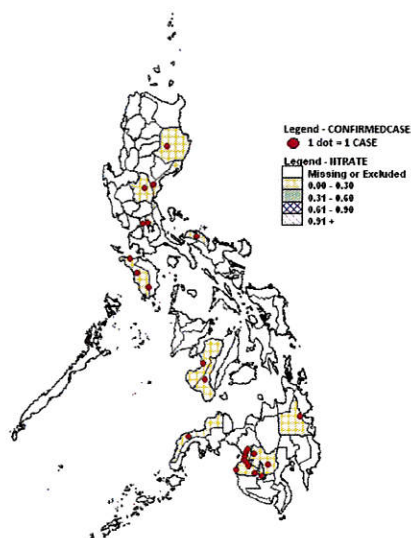 Legend - CONFIRMEDCASE
1 dot = 1 CASE
Legend - NTRATE
Missing or Excluded
0.00 - 0.30
0.31 - 0.60
0.61 - 0.90
0.91 +